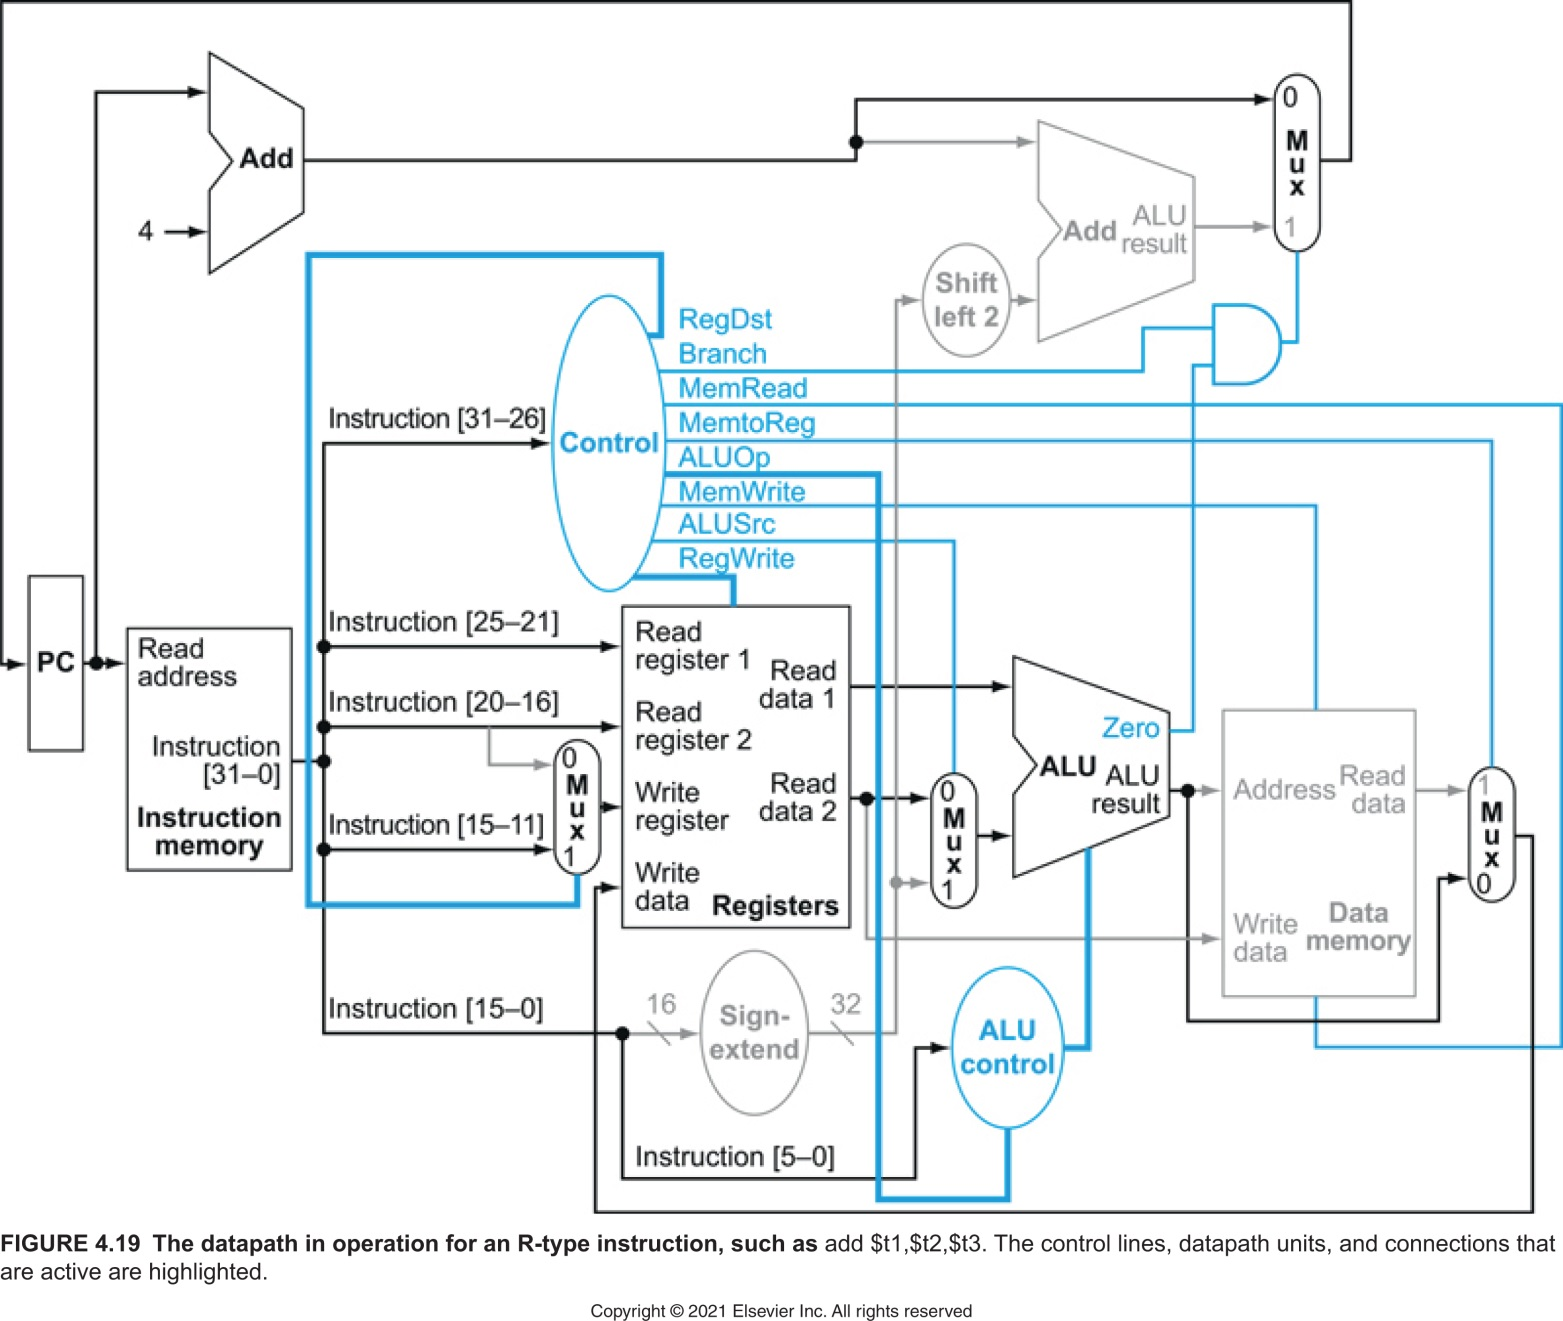 0
M
u
x
1
Add
4
Add
ALU
result
Shift
left 2
RegDst
Branch
MemRead
MemtoReg
ALUOp
MemWrite
ALUSrc
RegWrite
Control
Instruction [31–26]
Instruction [25–21]
Instruction [20–16]
Instruction [15–11]
Instruction [15–0]
Instruction [5–0]
PC
Read
address
Instruction
[31–0]
Instruction
memory
0
M
u
x
1
Read
register 1
Read
register 2
Write
register
Write
data
Read
data 1
Read
data 2
Registers
0
M
u
x
1
Zero
ALU
ALU
result
Address
Read
data
Write
data
Data
memory
1
M
u
x
0
16
Sign-
extend
32
ALU
control
FIGURE 4.19 The datapath in operation for an R-type instruction, such as add $t1,$t2,$t3. The control lines, datapath units, and connections that
are active are highlighted.
Copyright © 2021 Elsevier Inc. All rights reserved